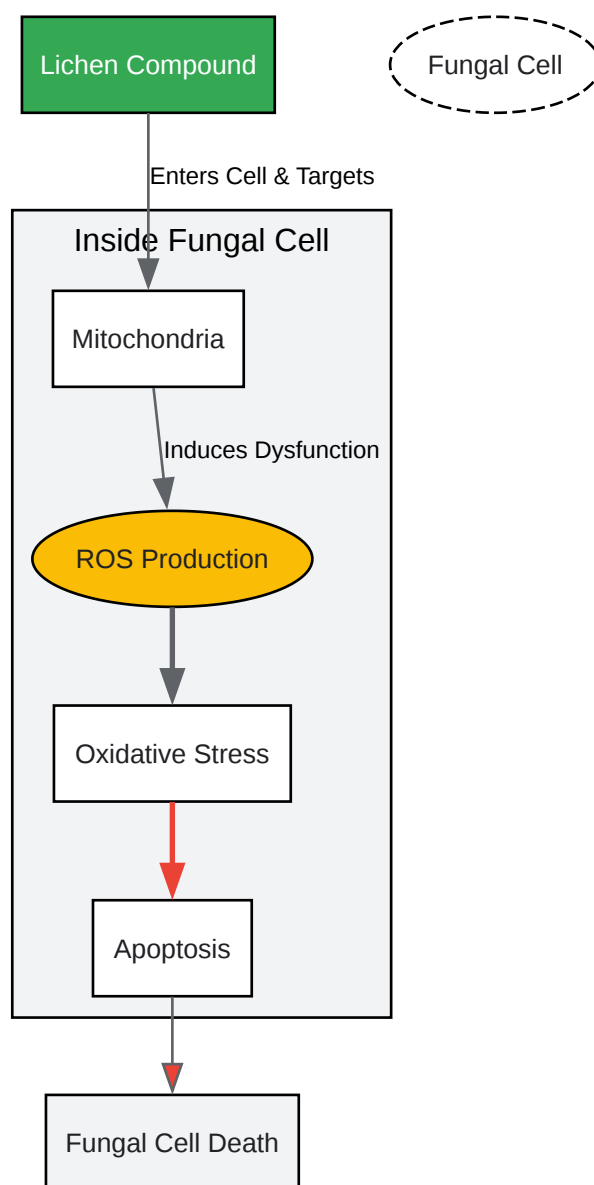 Lichen Compound
Fungal Cell
Enters Cell & Targets
Inside Fungal Cell
Mitochondria
Induces Dysfunction
ROS Production
Oxidative Stress
Apoptosis
Fungal Cell Death